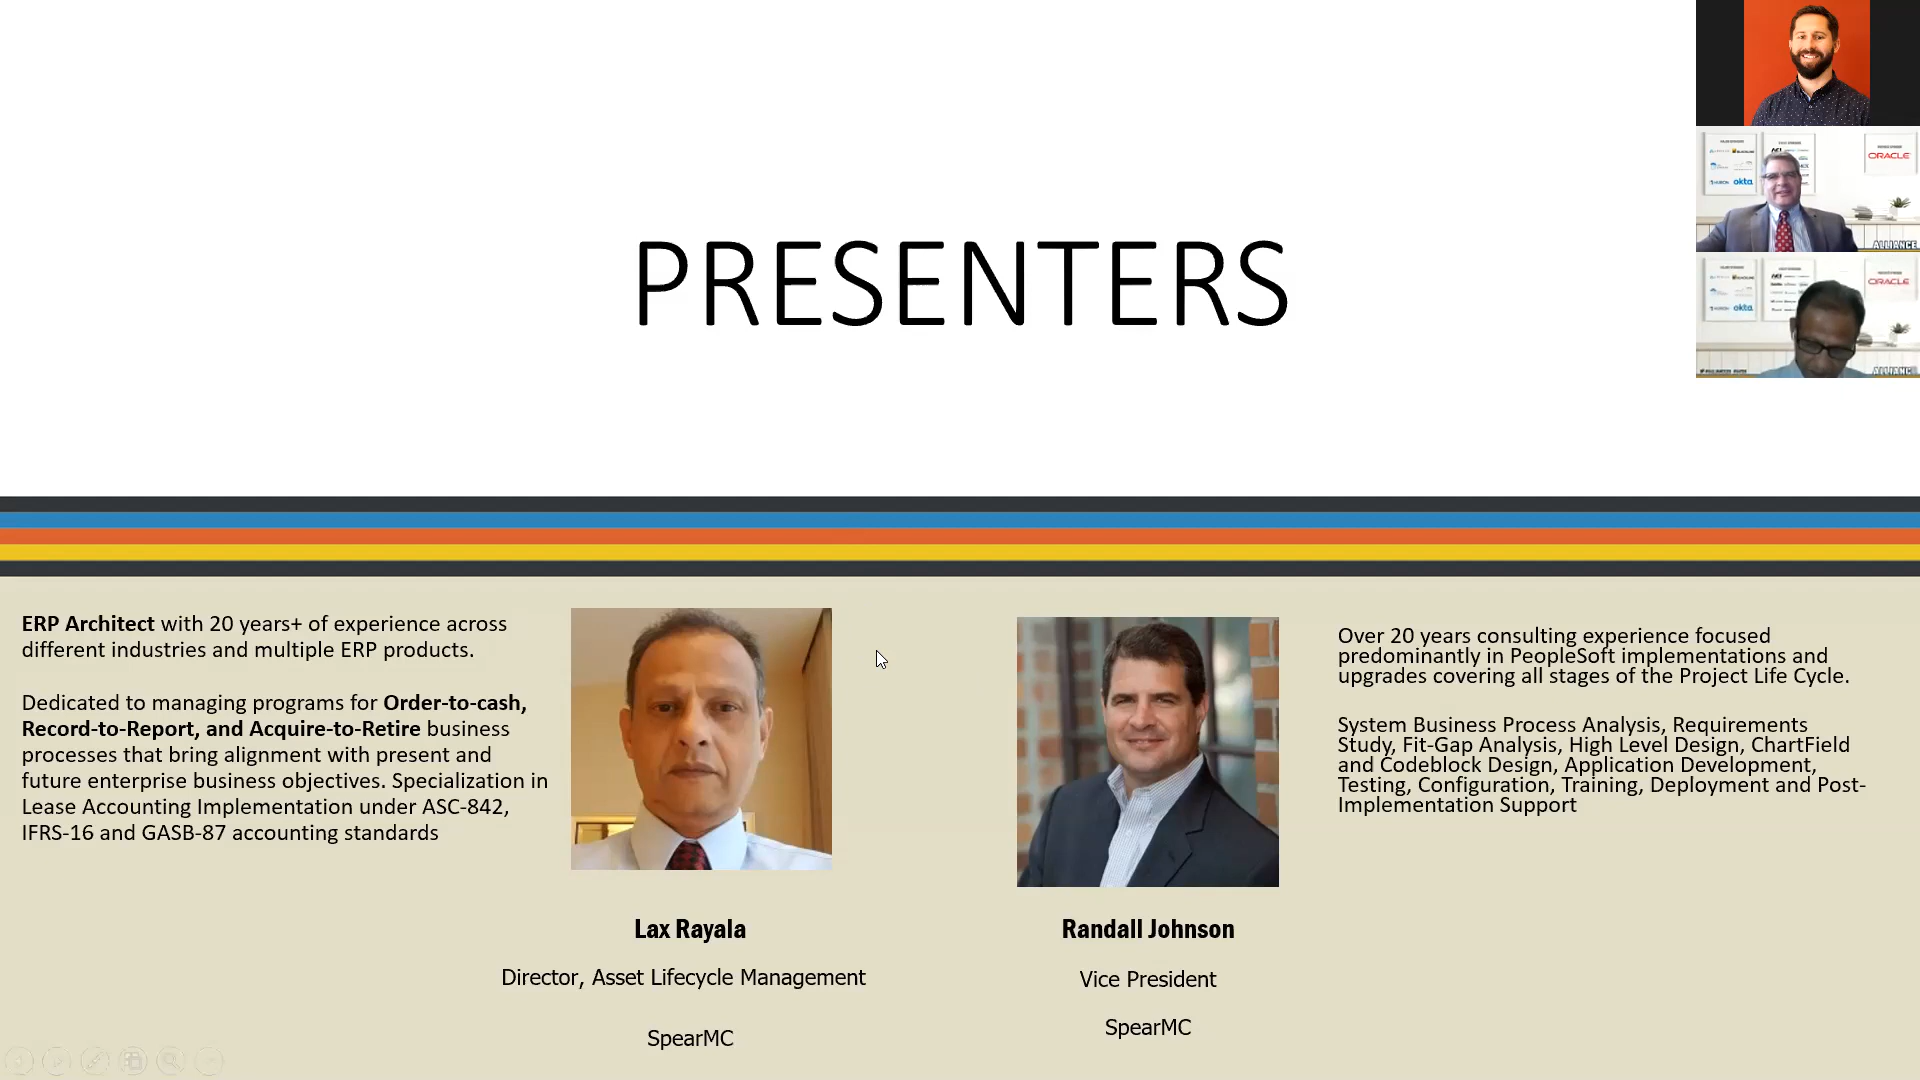 PRESENTERS
ORACLE
okta
ALLIANCE
ORACLE
okta
ERP Architect with 20 years+ of experience across
different industries and multiple ERP products.
Dedicated to managing programs for Order-to-cash,
Record-to-Report, and Acquire-to-Retire business
processes that bring alignment with present and
future enterprise business objectives. Specialization in
Lease Accounting Implementation under ASC-842,
IFRS-16 and GASB-87 accounting standards
Lax Rayala
Director, Asset Lifecycle Management
SpearMC
Randall Johnson
Vice President
SpearMC
Over 20 years consulting experience focused
predominantly in PeopleSoft implementations and
upgrades covering all stages of the Project Life Cycle.
System Business Process Analysis, Requirements
Study, Fit-Gap Analysis, High Level Design, ChartField
and Codeblock Design, Application Development,
Testing, Configuration, Training, Deployment and Post-
Implementation Support